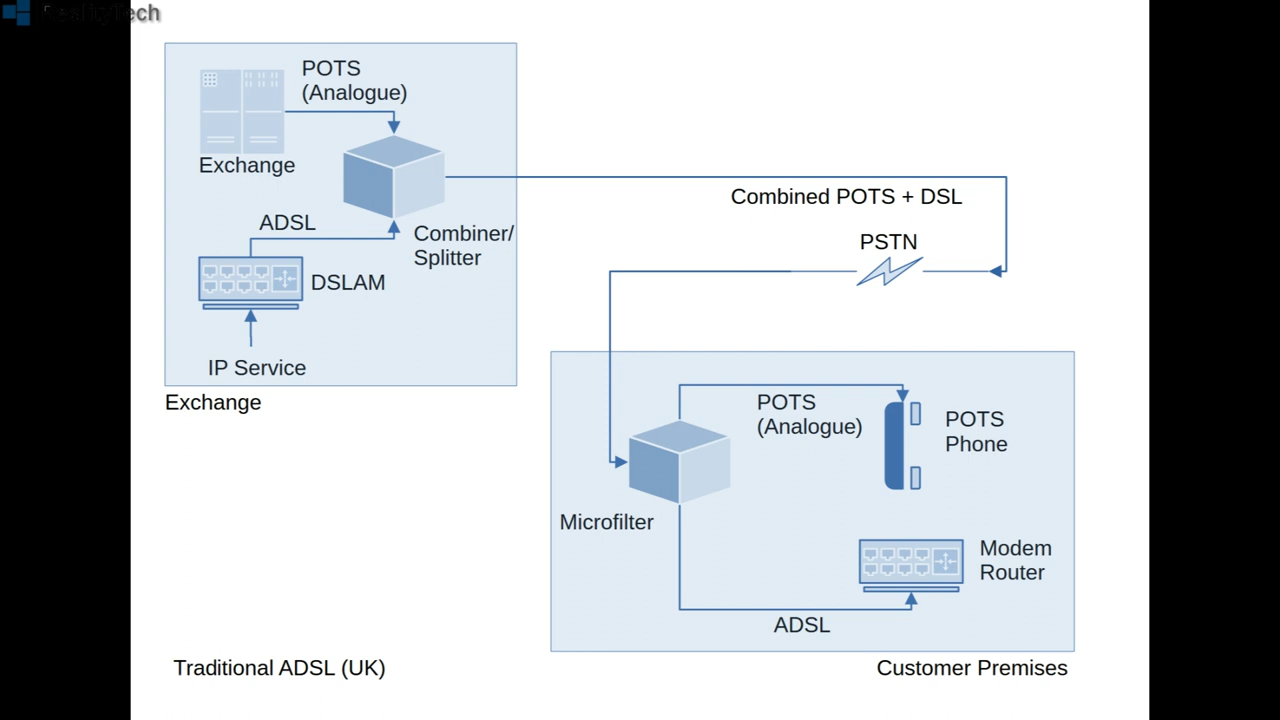 RealityTech
POTS
(Analogue)
Exchange
ADSL
Combiner/
Splitter
DSLAM
IP Service
Exchange
Combined POTS + DSL
PSTN
POTS
(Analogue)
POTS
Phone
Microfilter
Modem
Router
ADSL
Traditional ADSL (UK)
Customer Premises